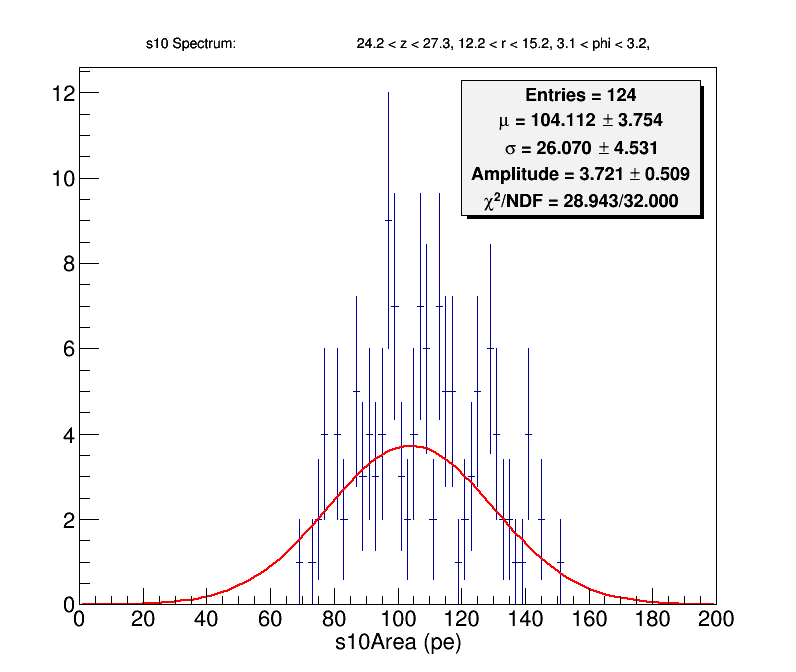 s10 Spectrum: 24.2 < z < 27.3, 12.2 < r < 15.2, 3.1 < phi < 3.2,
Entries = 124
μ = 104.112 ± 3.754
σ = 26.070 ± 4.531
Amplitude = 3.721 ± 0.509
χ²/NDF = 28.943/32.000
12
10
8
6
4
2
0
0 20 40 60 80 100 120 140 160 180 200
s10Area (pe)